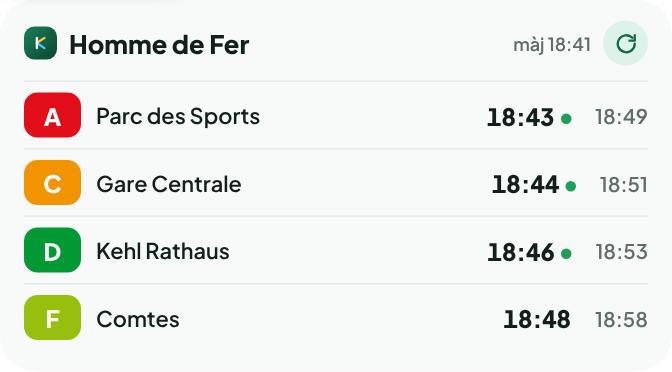 K Homme de Fer màj 18:41
A Parc des Sports 18:43 18:49
C Gare Centrale 18:44 18:51
D Kehl Rathaus 18:46 18:53
F Comtes 18:48 18:58